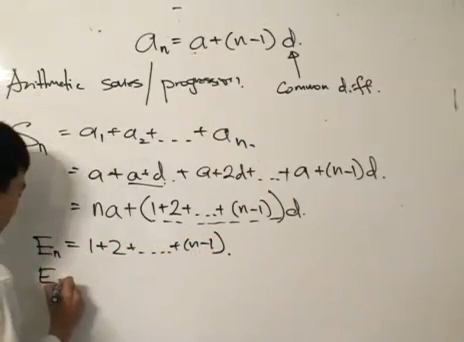 aₙ = a+(n-1) d.
Arithmetic series/progression. Common diff.
Sₙ = a₁+a₂+....+aₙ.
= a+a+d+a+2d+...+a+(n-1)d.
= na+(1+2+...+(n-1))d.
Eₙ = 1+2+....+(n-1).
E